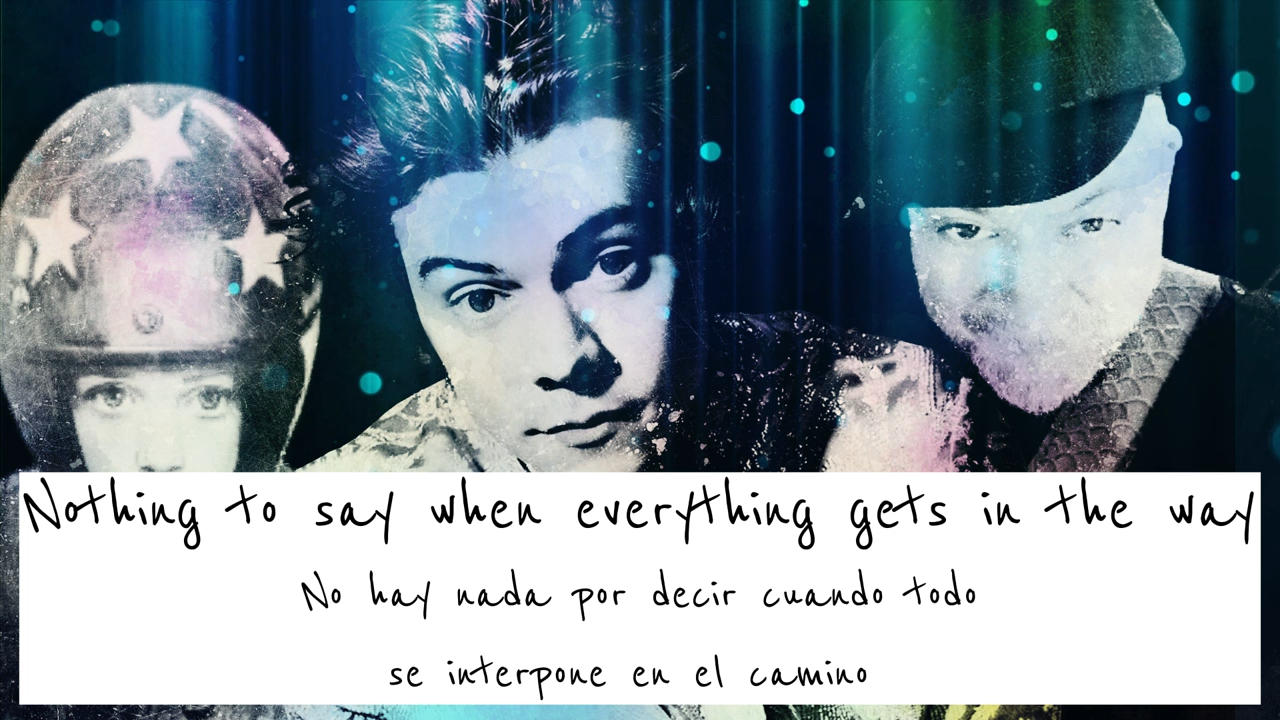 Nothing to say when everything gets in the way
No hay nada por decir cuando todo
se interpone en el camino